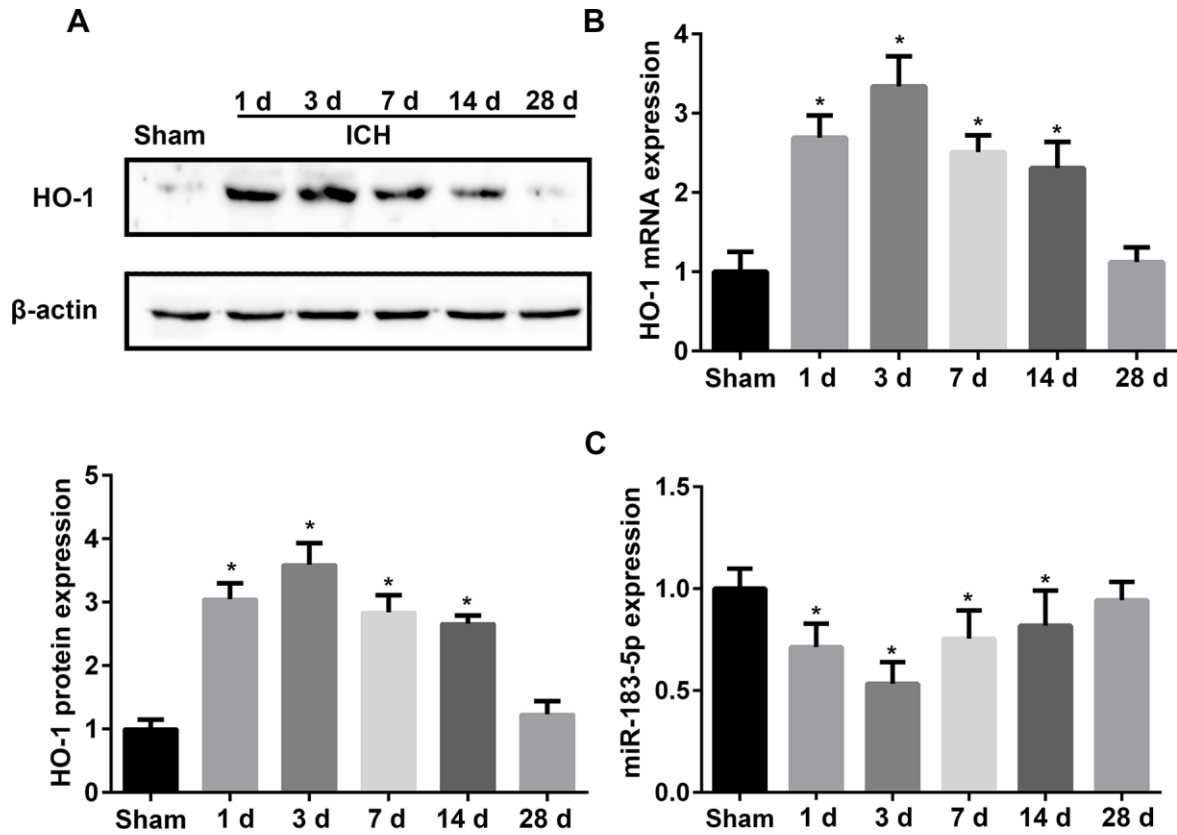 A
1 d 3 d 7 d 14 d 28 d
Sham ICH
HO-1
β-actin
HO-1 protein expression
5
4
3
2
1
0
* * * *
Sham 1 d 3 d 7 d 14 d 28 d
B
HO-1 mRNA expression
4
3
2
1
0
* * * *
Sham 1 d 3 d 7 d 14 d 28 d
C
miR-183-5p expression
1.5
1.0
0.5
0.0
* * * *
Sham 1 d 3 d 7 d 14 d 28 d